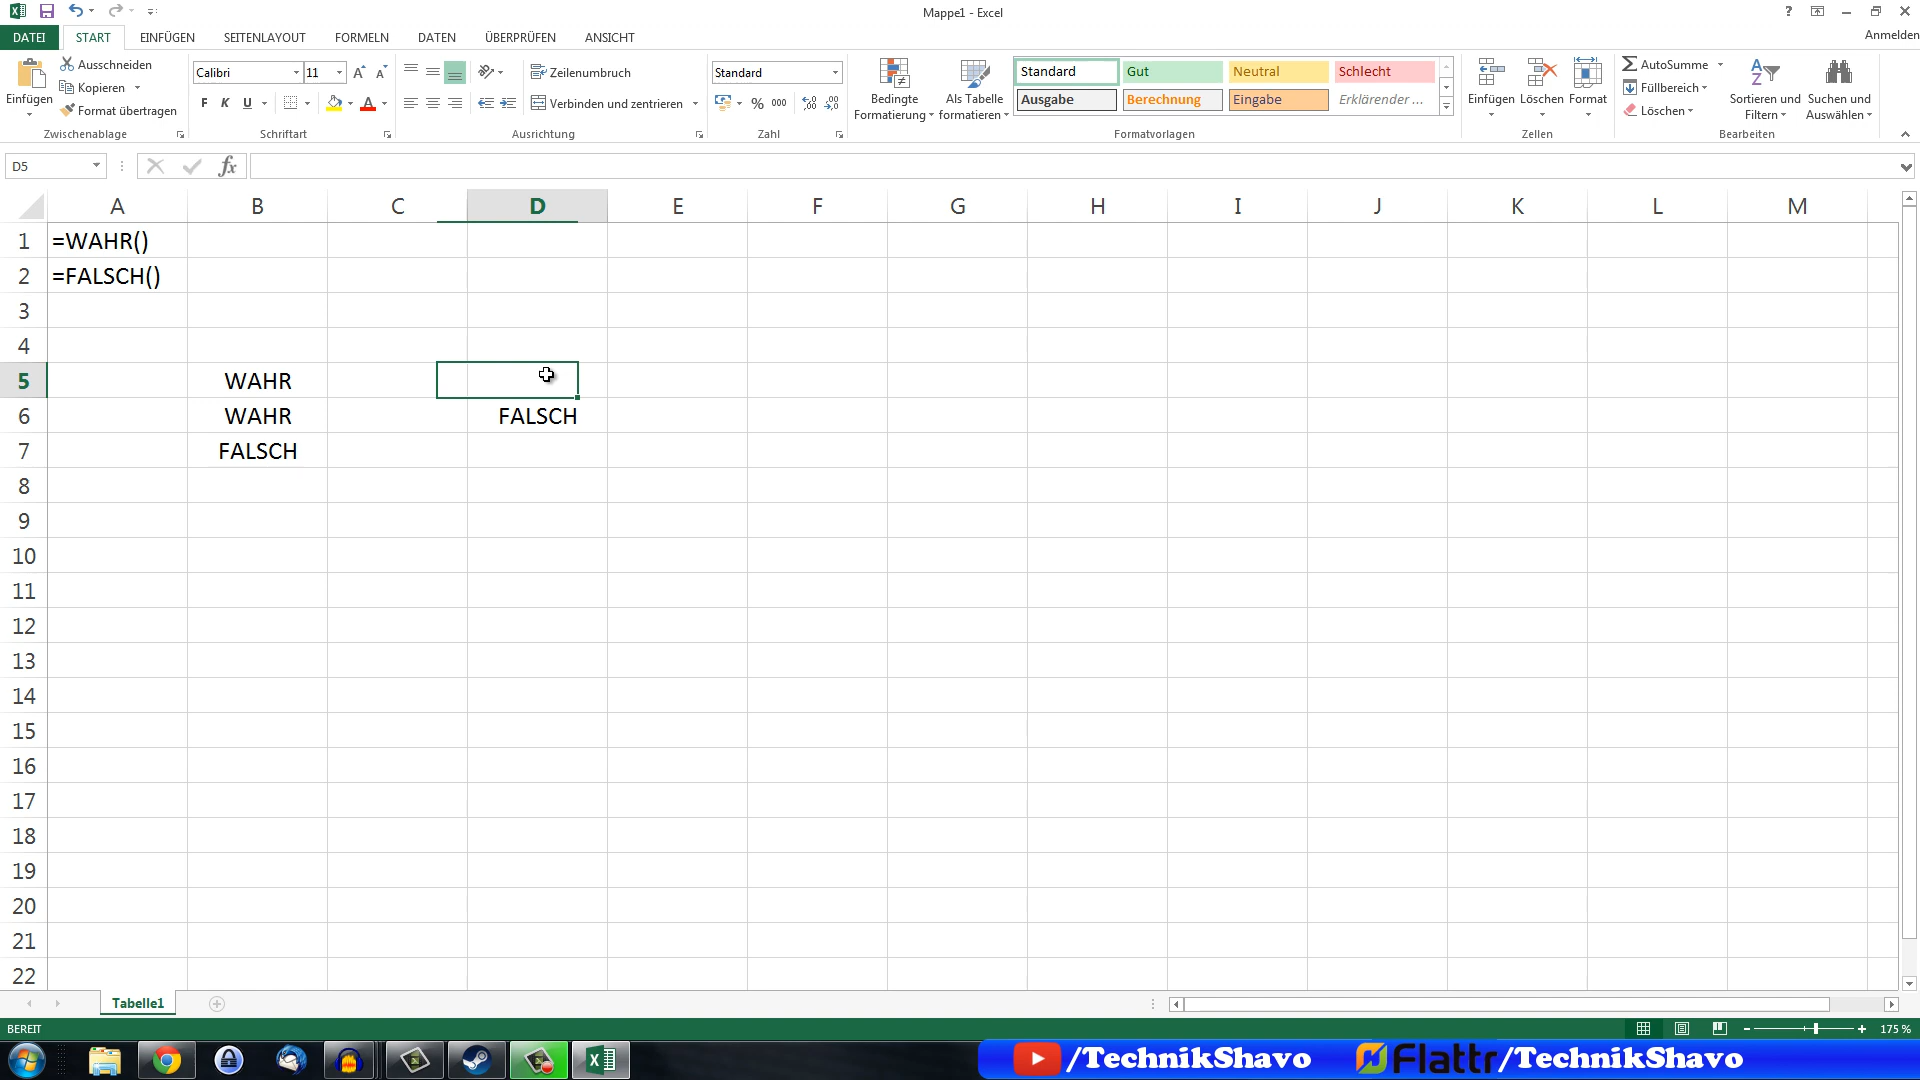 Mappe1 - Excel
?
Anmelden
DATEI START EINFÜGEN SEITENLAYOUT FORMELN DATEN ÜBERPRÜFEN ANSICHT
Einfügen
Ausschneiden
Kopieren
Format übertragen
Zwischenablage
Calibri 11
F K U
Schriftart
Zeilenumbruch
Verbinden und zentrieren
Ausrichtung
Standard
% 000
Zahl
Bedingte
Formatierung
Als Tabelle
formatieren
Standard Gut Neutral Schlecht
Ausgabe Berechnung Eingabe Erklärender ...
Formatvorlagen
Einfügen Löschen Format
Zellen
AutoSumme
Füllbereich
Löschen
Sortieren und
Filtern
Suchen und
Auswählen
Bearbeiten
D5
fx
A B C D E F G H I J K L M
1 =WAHR()
2 =FALSCH()
3
4
5 WAHR
6 WAHR FALSCH
7 FALSCH
8
9
10
11
12
13
14
15
16
17
18
19
20
21
22
Tabelle1
BEREIT
175 %
/TechnikShavo Flattr/TechnikShavo